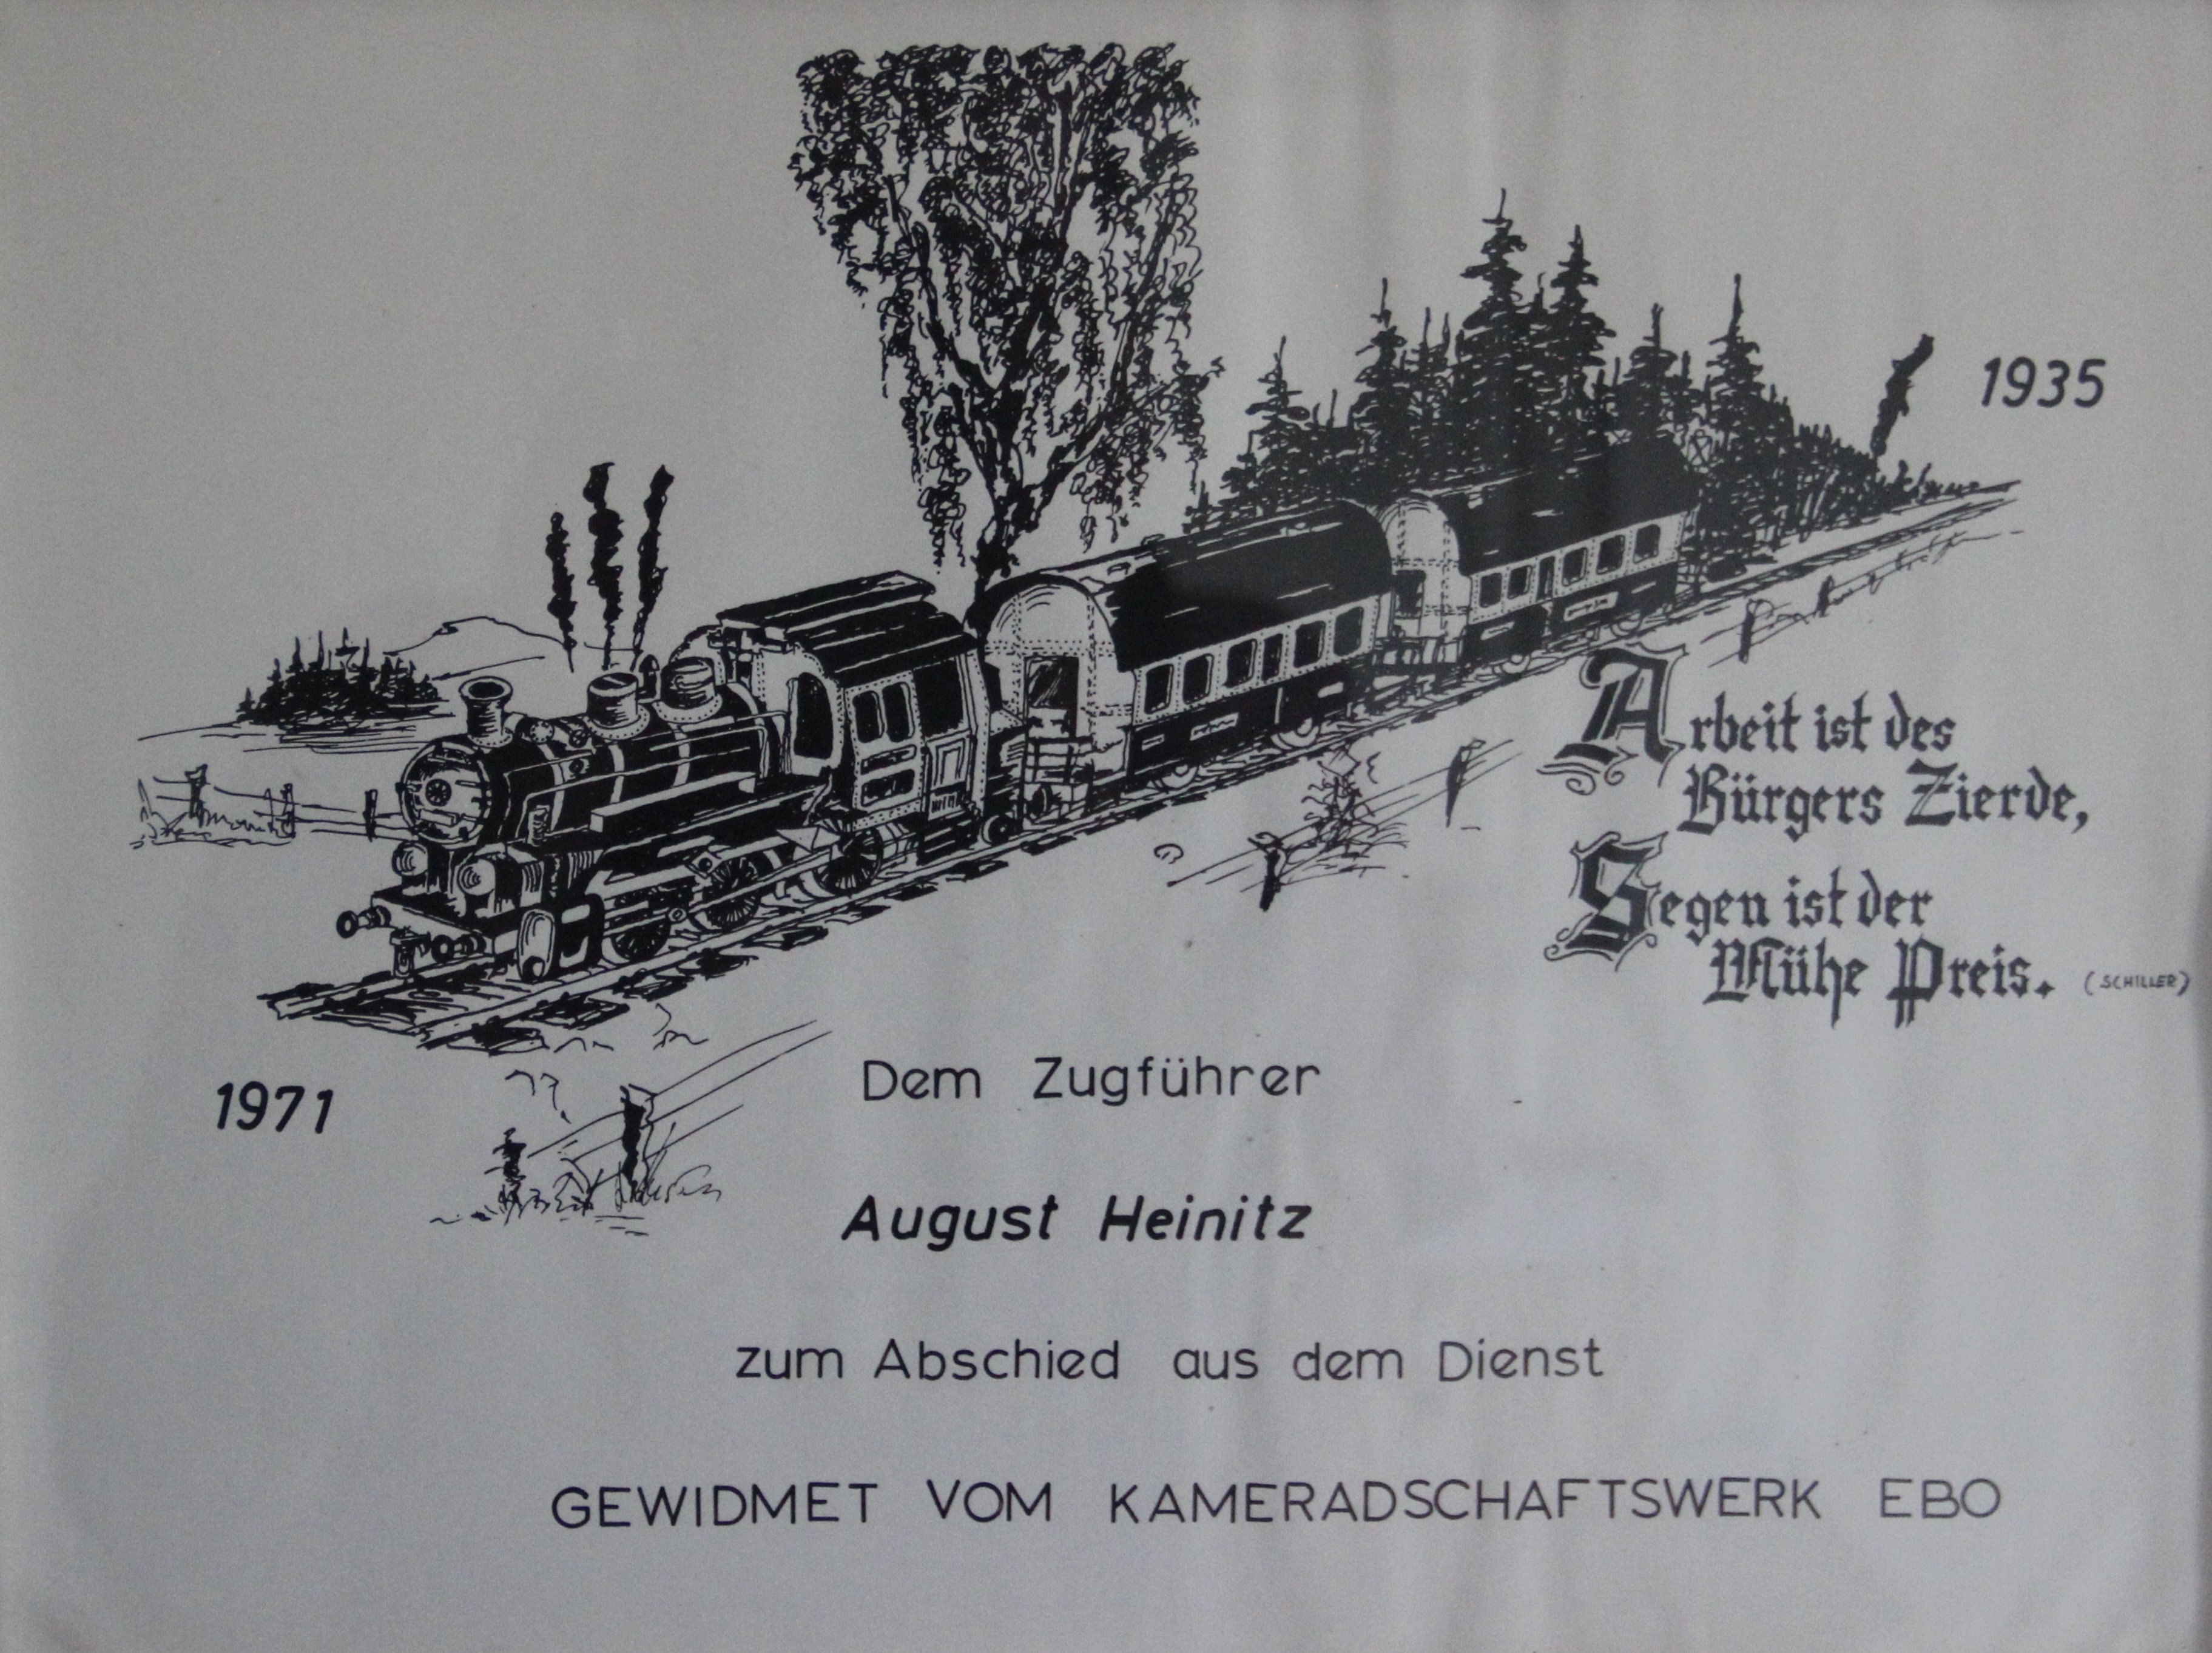 1935
Arbeit ist des
Bürgers Zierde,
Segen ist der
Mühe Preis. (SCHILLER)
1971
Dem Zugführer
August Heinitz
zum Abschied aus dem Dienst
GEWIDMET VOM KAMERADSCHAFTSWERK EBO